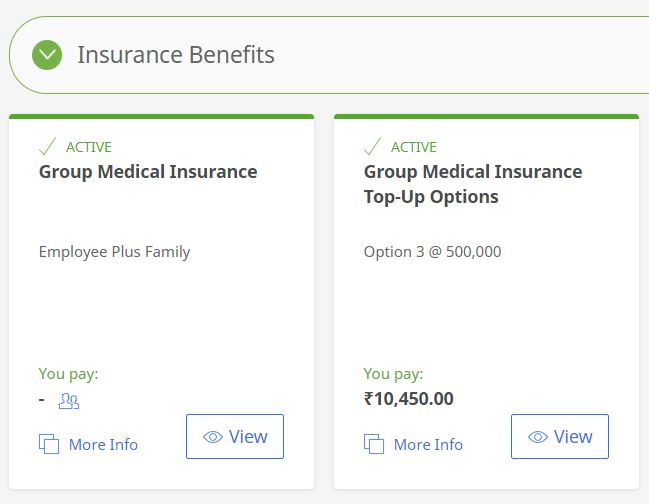 Insurance Benefits
ACTIVE
Group Medical Insurance
Employee Plus Family
You pay:
-
More Info
View
ACTIVE
Group Medical Insurance
Top-Up Options
Option 3 @ 500,000
You pay:
₹10,450.00
More Info
View